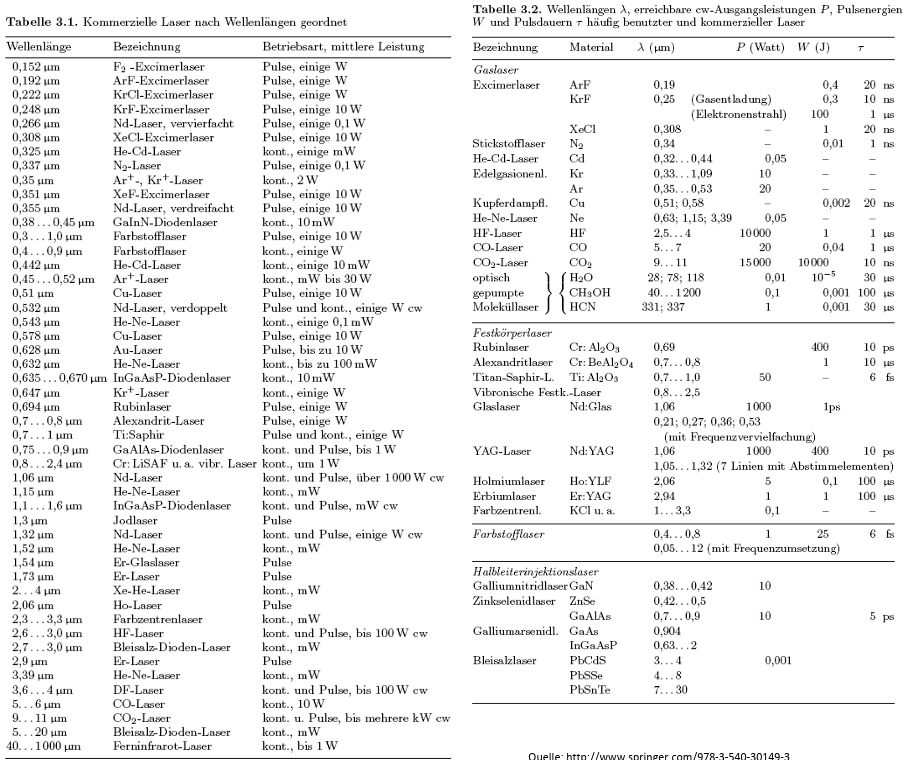 Tabelle 3.1. Kommerzielle Laser nach Wellenlängen geordnet
Wellenlänge Bezeichnung Betriebsart, mittlere Leistung
0,152 µm F₂ -Excimerlaser Pulse, einige W
0,192 µm ArF-Excimerlaser Pulse, einige W
0,222 µm KrCl-Excimerlaser Pulse, einige W
0,248 µm KrF-Excimerlaser Pulse, einige 10 W
0,266 µm Nd-Laser, vervierfacht Pulse, einige 0,1 W
0,308 µm XeCl-Excimerlaser Pulse, einige 10 W
0,325 µm He-Cd-Laser kont., einige mW
0,337 µm N₂-Laser Pulse, einige 0,1 W
0,35 µm Ar⁺-, Kr⁺-Laser kont., 2 W
0,351 µm XeF-Excimerlaser Pulse, einige 10 W
0,355 µm Nd-Laser, verdreifacht Pulse, einige 10 W
0,38...0,45 µm GaInN-Diodenlaser kont., 10 mW
0,3...1,0 µm Farbstofflaser Pulse, einige 10 W
0,4...0,9 µm Farbstofflaser kont., einige W
0,442 µm He-Cd-Laser kont., einige 10 mW
0,45...0,52 µm Ar⁺-Laser kont., mW bis 30 W
0,51 µm Cu-Laser Pulse, einige 10 W
0,532 µm Nd-Laser, verdoppelt Pulse und kont., einige W cw
0,543 µm He-Ne-Laser kont., einige 0,1 mW
0,578 µm Cu-Laser Pulse, einige 10 W
0,628 µm Au-Laser Pulse, bis zu 10 W
0,632 µm He-Ne-Laser kont., bis zu 100 mW
0,635...0,670 µm InGaAsP-Diodenlaser kont., 10 mW
0,647 µm Kr⁺-Laser kont., einige W
0,694 µm Rubinlaser Pulse, einige W
0,7...0,8 µm Alexandrit-Laser Pulse, einige W
0,7...1 µm Ti:Saphir Pulse und kont., einige W
0,75...0,9 µm GaAlAs-Diodenlaser kont. und Pulse, bis 1 W
0,8...2,4 µm Cr: LiSAF u. a. vibr. Laser kont., um 1 W
1,06 µm Nd-Laser kont. und Pulse, über 1 000 W cw
1,15 µm He-Ne-Laser kont., mW
1,1...1,6 µm InGaAsP-Diodenlaser kont. und Pulse, mW cw
1,3 µm Jodlaser Pulse
1,32 µm Nd-Laser kont. und Pulse, einige W cw
1,52 µm He-Ne-Laser kont., mW
1,54 µm Er-Glaslaser Pulse
1,73 µm Er-Laser Pulse
2...4 µm Xe-He-Laser kont., mW
2,06 µm Ho-Laser Pulse
2,3...3,3 µm Farbzentrenlaser kont., mW
2,6...3,0 µm HF-Laser kont. und Pulse, bis 100 W cw
2,7...3,0 µm Bleisalz-Dioden-Laser kont., mW
2,9 µm Er-Laser Pulse
3,39 µm He-Ne-Laser kont., mW
3,6...4 µm DF-Laser kont. und Pulse, bis 100 W cw
5...6 µm CO-Laser kont., 10 W
9...11 µm CO₂-Laser kont. u. Pulse, bis mehrere kW cw
5...20 µm Bleisalz-Dioden-Laser kont., mW
40...1 000 µm Ferninfrarot-Laser kont., bis 1 W
Tabelle 3.2. Wellenlängen λ, erreichbare cw-Ausgangsleistungen P, Pulsenergien
W und Pulsdauern τ häufig benutzter und kommerzieller Laser
Bezeichnung Material λ (µm) P (Watt) W (J) τ
Gaslaser
Excimerlaser ArF 0,19 0,4 20 ns
KrF 0,25 (Gasentladung) 0,3 10 ns
(Elektronenstrahl) 100 1 µs
XeCl 0,308 – 1 20 ns
Stickstofflaser N₂ 0,34 – 0,01 1 ns
He-Cd-Laser Cd 0,32...0,44 0,05 – –
Edelgasionenl. Kr 0,33...1,09 10 – –
Ar 0,35...0,53 20 – –
Kupferdampfl. Cu 0,51; 0,58 – 0,002 20 ns
He-Ne-Laser Ne 0,63; 1,15; 3,39 0,05 – –
HF-Laser HF 2,5...4 10 000 1 1 µs
CO-Laser CO 5...7 20 0,04 1 µs
CO₂-Laser CO₂ 9...11 15 000 10 000 10 ns
optisch H₂O 28; 78; 118 0,01 10⁻⁵ 30 µs
gepumpte CH₃OH 40...1 200 0,1 0,001 100 µs
Moleküllaser HCN 331; 337 1 0,001 30 µs
Festkörperlaser
Rubinlaser Cr: Al₂O₃ 0,69 400 10 ps
Alexandritlaser Cr: BeAl₂O₄ 0,7...0,8 1 10 µs
Titan-Saphir-L. Ti: Al₂O₃ 0,7...1,0 50 – 6 fs
Vibronische Festk.-Laser 0,8...2,5
Glaslaser Nd:Glas 1,06 1 000 1ps
0,21; 0,27; 0,36; 0,53
(mit Frequenzvervielfachung)
YAG-Laser Nd:YAG 1,06 1000 400 10 ps
1,05...1,32 (7 Linien mit Abstimmelementen)
Holmiumlaser Ho:YLF 2,06 5 0,1 100 µs
Erbiumlaser Er:YAG 2,94 1 1 100 µs
Farbzentrenl. KCl u. a. 1...3,3 0,1 – –
Farbstofflaser 0,4...0,8 1 25 6 fs
0,05...12 (mit Frequenzumsetzung)
Halbleiterinjektionslaser
Galliumnitridlaser GaN 0,38...0,42 10
Zinkselenidlaser ZnSe 0,42...0,5
GaAlAs 0,7...0,9 10 5 ps
Galliumarsenidl. GaAs 0,904
InGaAsP 0,63...2
Bleisalzlaser PbCdS 3...4 0,001
PbSSe 4...8
PbSnTe 7...30
Quelle: http://www.springer.com/978-3-540-30149-3